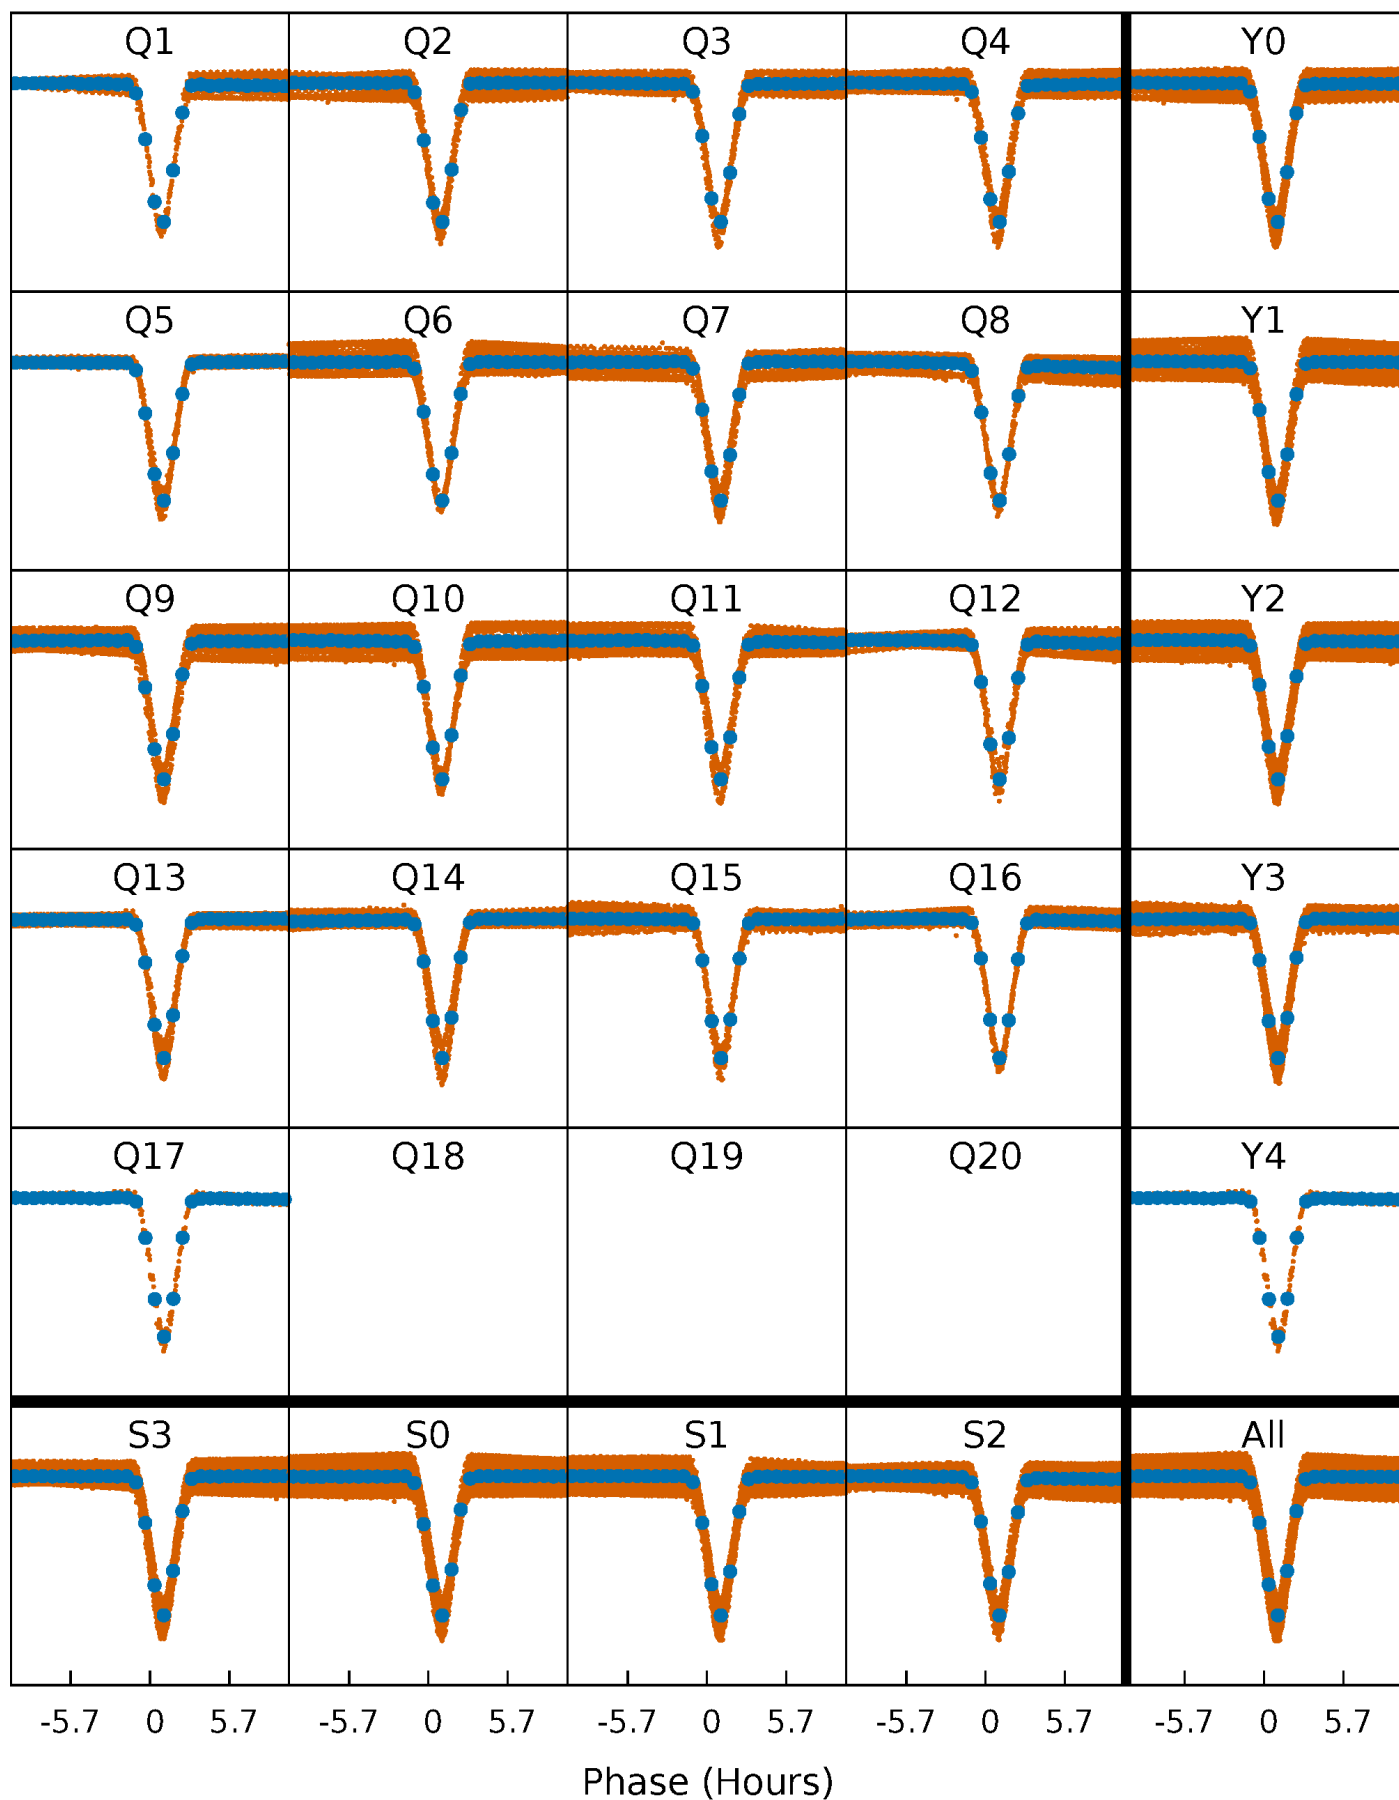 Q1 Q2 Q3 Q4 Y0
Q5 Q6 Q7 Q8 Y1
Q9 Q10 Q11 Q12 Y2
Q13 Q14 Q15 Q16 Y3
Q17 Q18 Q19 Q20 Y4
S3 S0 S1 S2 All
-5.7 0 5.7 -5.7 0 5.7 -5.7 0 5.7 -5.7 0 5.7 -5.7 0 5.7
Phase (Hours)